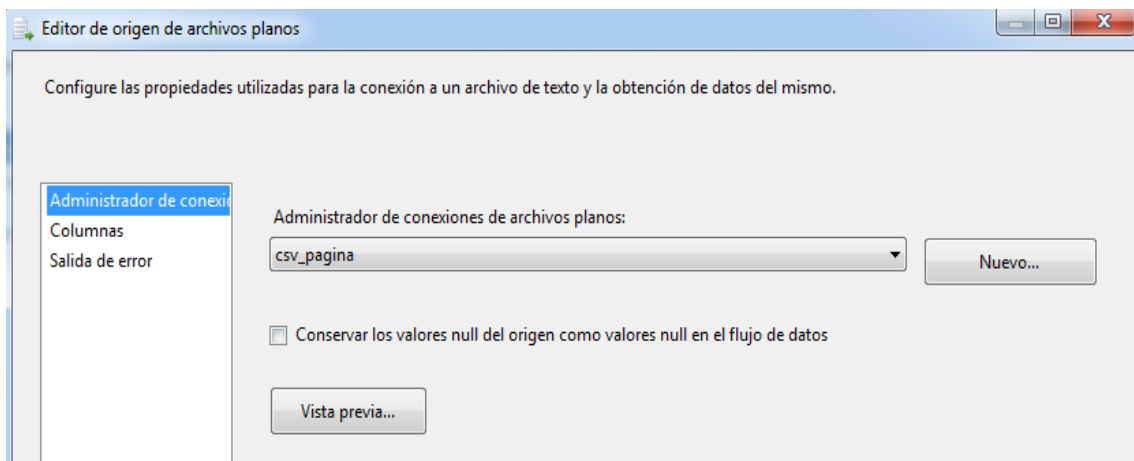 Editor de origen de archivos planos
Configure las propiedades utilizadas para la conexión a un archivo de texto y la obtención de datos del mismo.
Administrador de conexi
Columnas
Salida de error
Administrador de conexiones de archivos planos:
csv_pagina
Nuevo...
Conservar los valores null del origen como valores null en el flujo de datos
Vista previa...